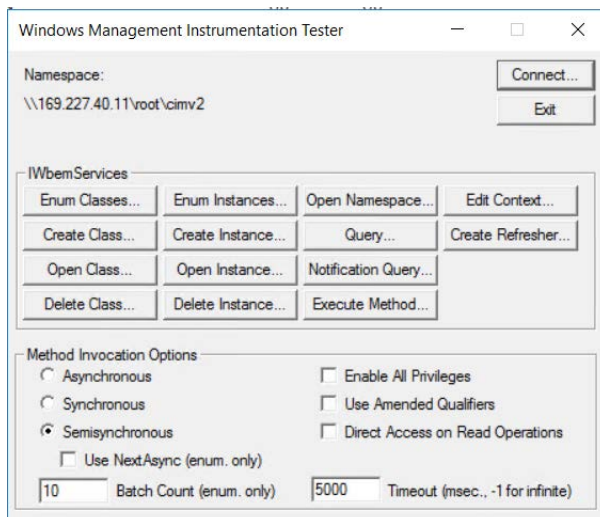 Windows Management Instrumentation Tester
Namespace:
Connect...
\\169.227.40.11\root\cimv2
Exit
IWbemServices
Enum Classes... Enum Instances... Open Namespace... Edit Context...
Create Class... Create Instance... Query... Create Refresher...
Open Class... Open Instance... Notification Query...
Delete Class... Delete Instance... Execute Method...
Method Invocation Options
Asynchronous Enable All Privileges
Synchronous Use Amended Qualifiers
Semisynchronous Direct Access on Read Operations
Use NextAsync (enum. only)
10 Batch Count (enum. only) 5000 Timeout (msec., -1 for infinite)